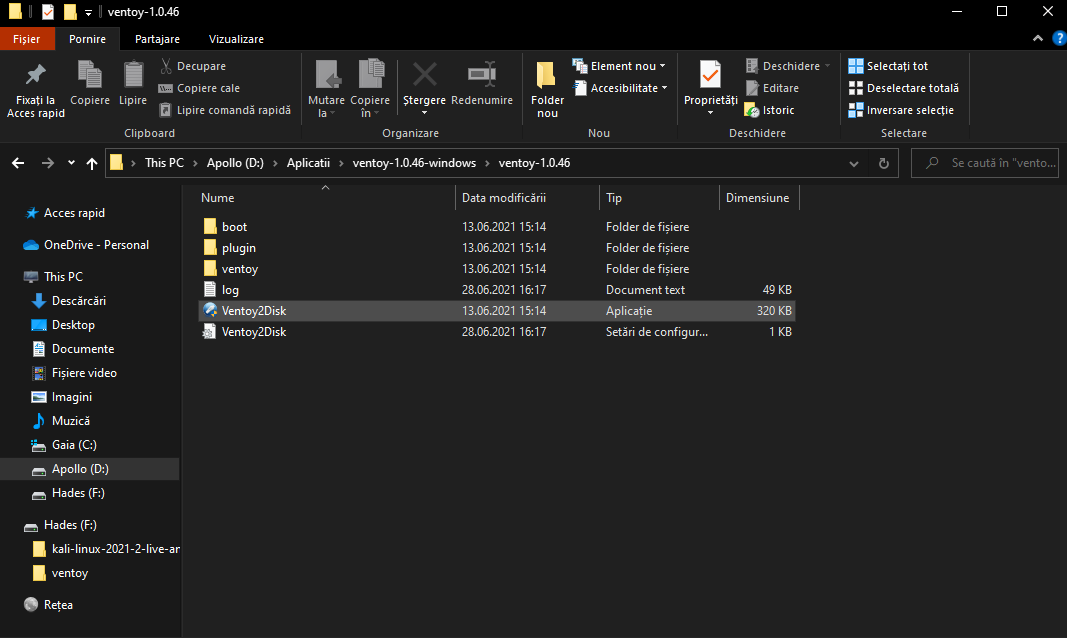 ventoy-1.0.46
Fișier Pornire Partajare Vizualizare
Fixați la Acces rapid
Copiere
Lipire
Decupare
Copiere cale
Lipire comandă rapidă
Clipboard
Mutare la
Copiere în
Ștergere
Redenumire
Organizare
Folder nou
Element nou
Accesibilitate
Nou
Proprietăți
Deschidere
Editare
Istoric
Deschidere
Selectați tot
Deselectare totală
Inversare selecție
Selectare
This PC › Apollo (D:) › Aplicatii › ventoy-1.0.46-windows › ventoy-1.0.46
Se caută în "vento...
Acces rapid
OneDrive - Personal
This PC
Descărcări
Desktop
Documente
Fișiere video
Imagini
Muzică
Gaia (C:)
Apollo (D:)
Hades (F:)
Hades (F:)
kali-linux-2021-2-live-ar
ventoy
Rețea
Nume Data modificării Tip Dimensiune
boot 13.06.2021 15:14 Folder de fișiere
plugin 13.06.2021 15:14 Folder de fișiere
ventoy 13.06.2021 15:14 Folder de fișiere
log 28.06.2021 16:17 Document text 49 KB
Ventoy2Disk 13.06.2021 15:14 Aplicație 320 KB
Ventoy2Disk 28.06.2021 16:17 Setări de configur... 1 KB